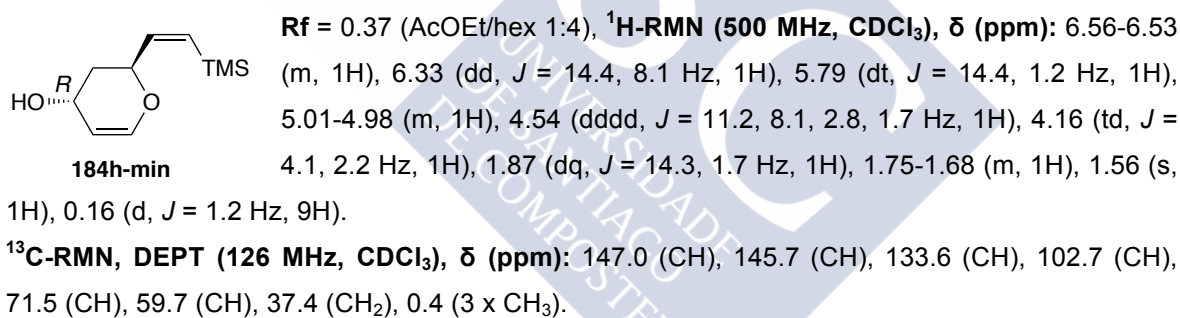 Rf = 0.37 (AcOEt/hex 1:4), ¹H-RMN (500 MHz, CDCl₃), δ (ppm): 6.56-6.53
(m, 1H), 6.33 (dd, J = 14.4, 8.1 Hz, 1H), 5.79 (dt, J = 14.4, 1.2 Hz, 1H),
5.01-4.98 (m, 1H), 4.54 (dddd, J = 11.2, 8.1, 2.8, 1.7 Hz, 1H), 4.16 (td, J =
4.1, 2.2 Hz, 1H), 1.87 (dq, J = 14.3, 1.7 Hz, 1H), 1.75-1.68 (m, 1H), 1.56 (s,
TMS
R
HO
O
184h-min
1H), 0.16 (d, J = 1.2 Hz, 9H).
¹³C-RMN, DEPT (126 MHz, CDCl₃), δ (ppm): 147.0 (CH), 145.7 (CH), 133.6 (CH), 102.7 (CH),
71.5 (CH), 59.7 (CH), 37.4 (CH₂), 0.4 (3 x CH₃).
UNIVERSIDADE
DE SANTIAGO
DE COMPOSTELA